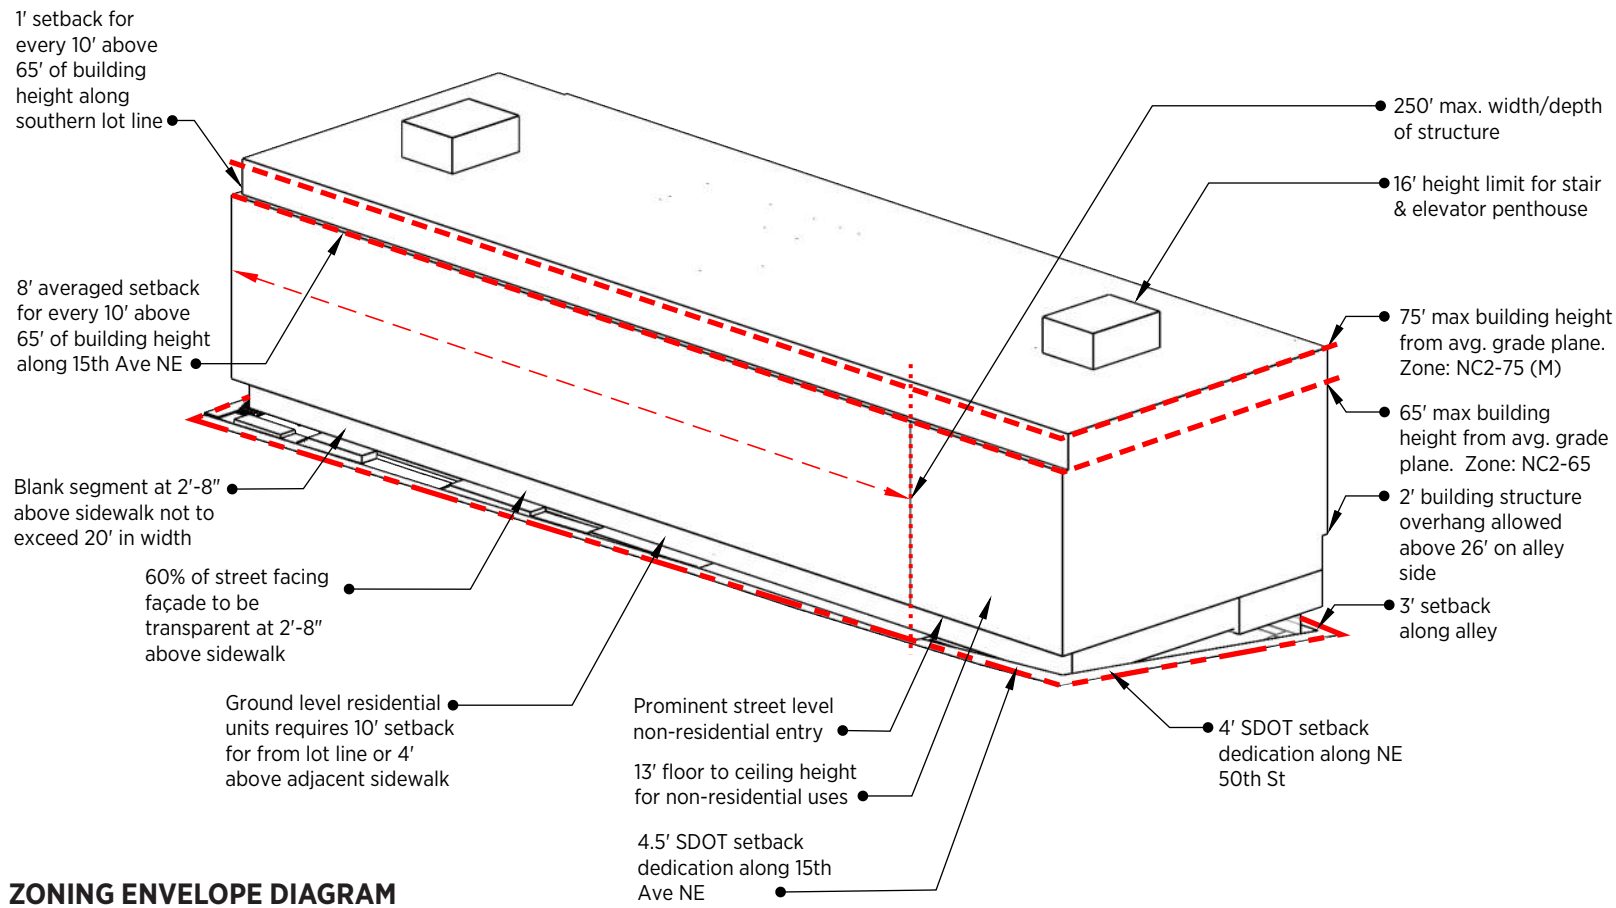 1' setback for
every 10' above
65' of building
height along
southern lot line
8' averaged setback
for every 10' above
65' of building height
along 15th Ave NE
Blank segment at 2'-8"
above sidewalk not to
exceed 20' in width
60% of street facing
façade to be
transparent at 2'-8"
above sidewalk
Ground level residential
units requires 10' setback
for from lot line or 4'
above adjacent sidewalk
Prominent street level
non-residential entry
13' floor to ceiling height
for non-residential uses
4.5' SDOT setback
dedication along 15th
Ave NE
250' max. width/depth
of structure
16' height limit for stair
& elevator penthouse
75' max building height
from avg. grade plane.
Zone: NC2-75 (M)
65' max building
height from avg. grade
plane. Zone: NC2-65
2' building structure
overhang allowed
above 26' on alley
side
3' setback
along alley
4' SDOT setback
dedication along NE
50th St
ZONING ENVELOPE DIAGRAM